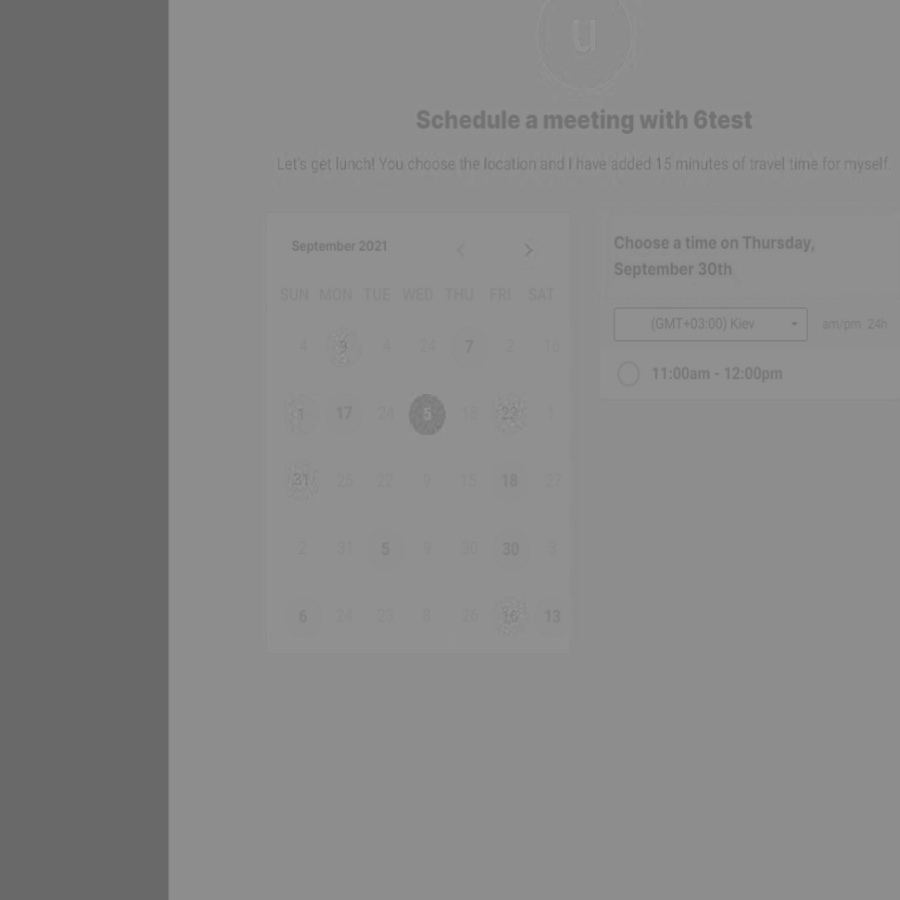 u
Schedule a meeting with 6test
Let's get lunch! You choose the location and I have added 15 minutes of travel time for myself.
September 2021
SUN MON TUE WED THU FRI SAT
4 9 4 24 7 2 16
1 17 24 5 18 22 1
31 25 22 9 15 18 27
2 31 5 9 30 30 3
6 24 23 8 26 16 13
Choose a time on Thursday,
September 30th
(GMT+03:00) Kiev am/pm 24h
11:00am - 12:00pm